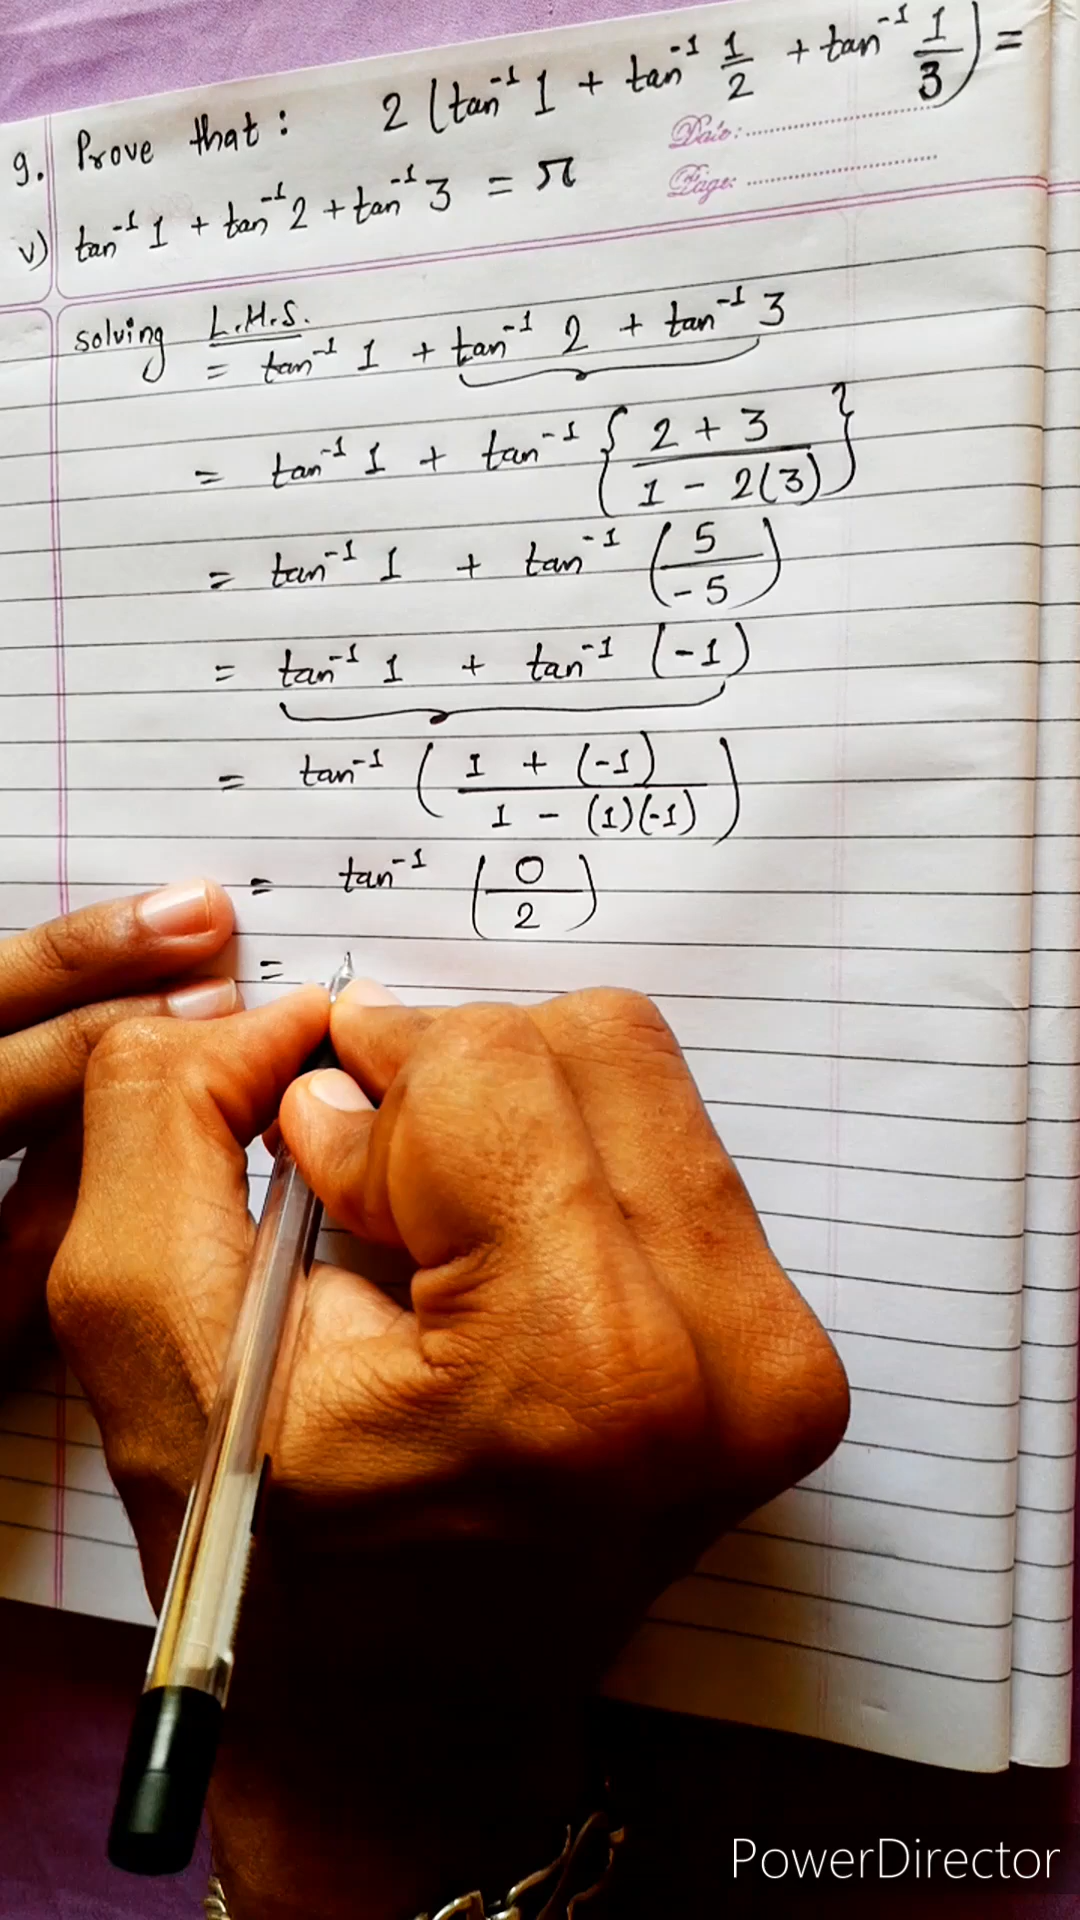 9. Prove that : 2 (tan⁻¹ 1 + tan⁻¹ 1/2 + tan⁻¹ 1/3) =
Date:
Page:
v) tan⁻¹ 1 + tan⁻¹ 2 + tan⁻¹ 3 = π
solving L.H.S.
= tan⁻¹ 1 + tan⁻¹ 2 + tan⁻¹ 3
= tan⁻¹ 1 + tan⁻¹ { (2 + 3)/(1 - 2(3)) }
= tan⁻¹ 1 + tan⁻¹ (5/-5)
= tan⁻¹ 1 + tan⁻¹ (-1)
= tan⁻¹ ( (1 + (-1))/(1 - (1)(-1)) )
= tan⁻¹ (0/2)
=
PowerDirector